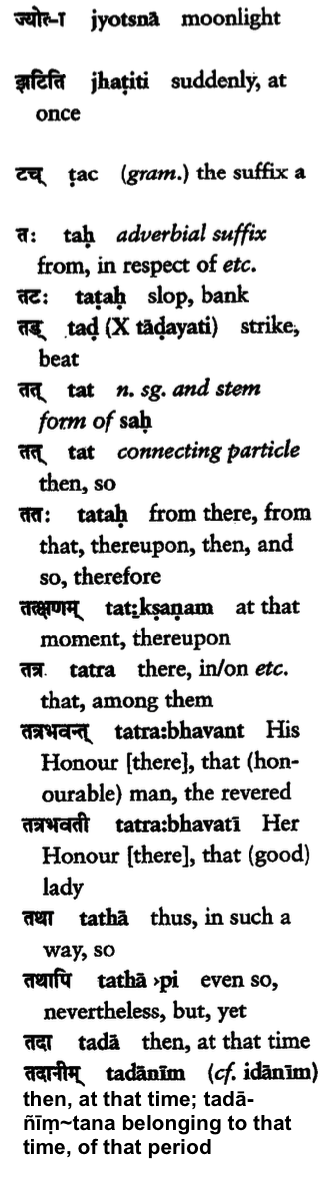 ज्योत्स्ना jyotsnā moonlight
झटिति jhaṭiti suddenly, at
once
टच् ṭac (gram.) the suffix a
तः taḥ adverbial suffix
from, in respect of etc.
तटः taṭaḥ slop, bank
तड् taḍ (X tāḍayati) strike,
beat
तत् tat n. sg. and stem
form of saḥ
तत् tat connecting particle
then, so
ततः tataḥ from there, from
that, thereupon, then, and
so, therefore
तत्क्षणम् tat:kṣaṇam at that
moment, thereupon
तत्र tatra there, in/on etc.
that, among them
तत्रभवन्त् tatra:bhavant His
Honour [there], that (hon-
ourable) man, the revered
तत्रभवती tatra:bhavatī Her
Honour [there], that (good)
lady
तथा tathā thus, in such a
way, so
तथापि tathā ›pi even so,
nevertheless, but, yet
तदा tadā then, at that time
तदानीम् tadānīm (cf. idānīm)
then, at that time; tadā-
ñīṃ~tana belonging to that
time, of that period